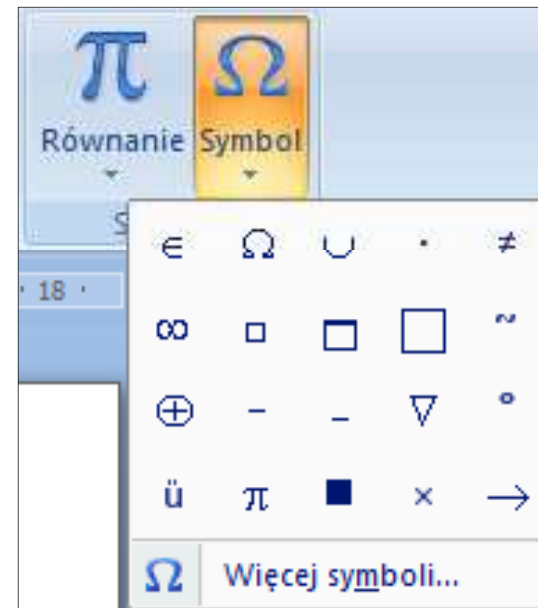 π Ω
Równanie Symbol
18
∈ Ω ∪ · ≠
∞ □ □ □ ~
⊕ - _ ∇ °
ü π ■ × →
Ω Więcej symboli...